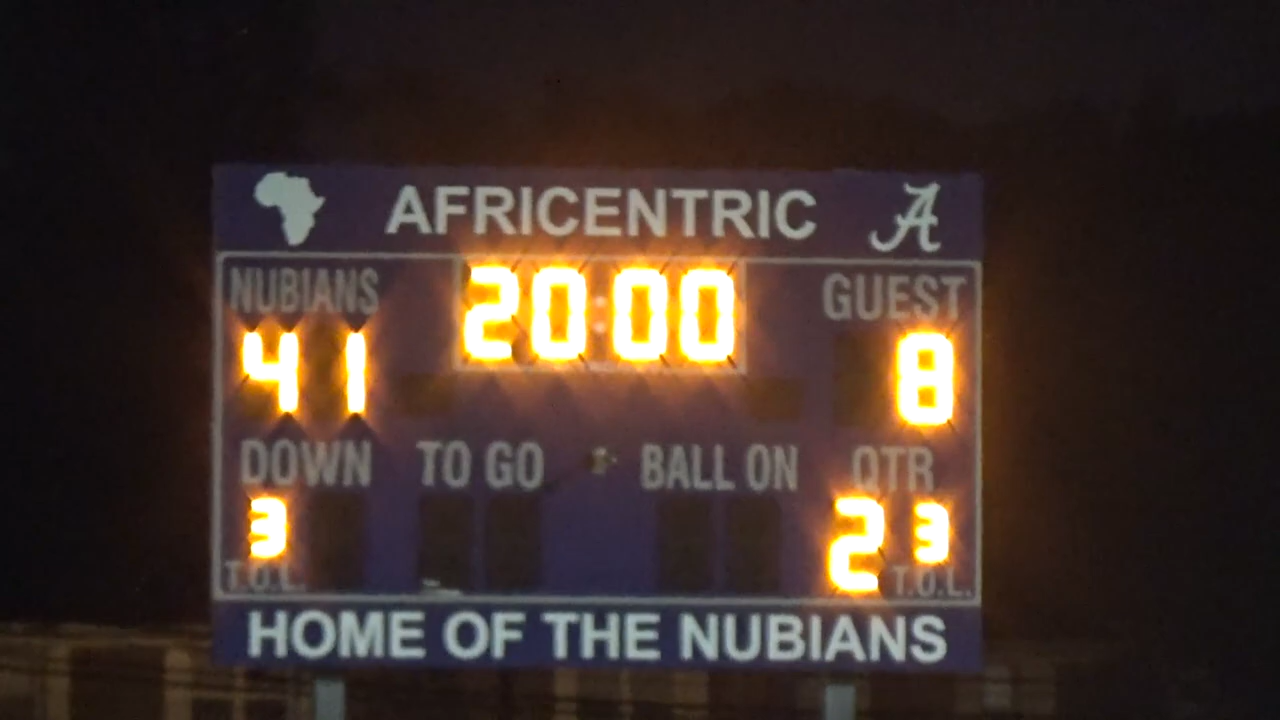 AFRICENTRIC A
NUBIANS 20:00 GUEST
41 8
DOWN TO GO BALL ON QTR
3 2 3
T.O.L. T.O.L.
HOME OF THE NUBIANS